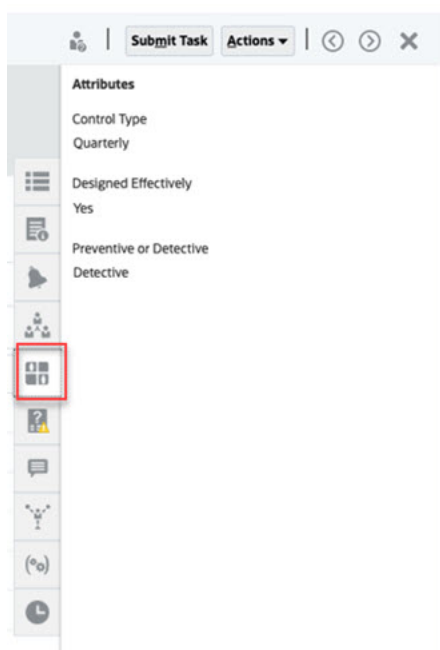 Submit Task Actions
Attributes
Control Type
Quarterly
Designed Effectively
Yes
Preventive or Detective
Detective